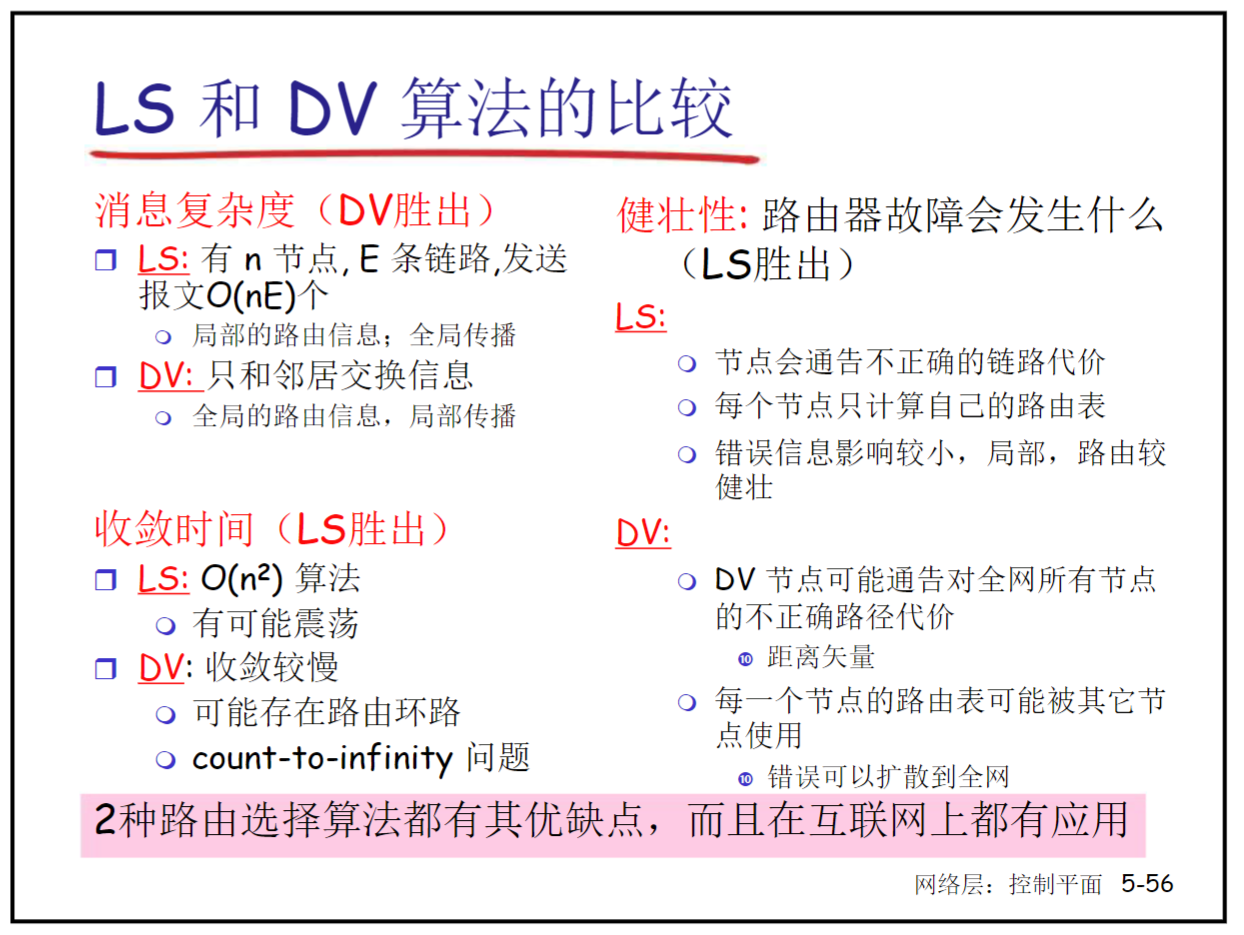 LS 和 DV 算法的比较
消息复杂度（DV胜出）
LS: 有 n 节点, E 条链路,发送
报文O(nE)个
局部的路由信息；全局传播
DV: 只和邻居交换信息
全局的路由信息，局部传播
收敛时间（LS胜出）
LS: O(n²) 算法
有可能震荡
DV: 收敛较慢
可能存在路由环路
count-to-infinity 问题
健壮性: 路由器故障会发生什么
（LS胜出）
LS:
节点会通告不正确的链路代价
每个节点只计算自己的路由表
错误信息影响较小，局部，路由较
健壮
DV:
DV 节点可能通告对全网所有节点
的不正确路径代价
⓾ 距离矢量
每一个节点的路由表可能被其它节
点使用
⓾ 错误可以扩散到全网
2种路由选择算法都有其优缺点，而且在互联网上都有应用
网络层：控制平面 5-56